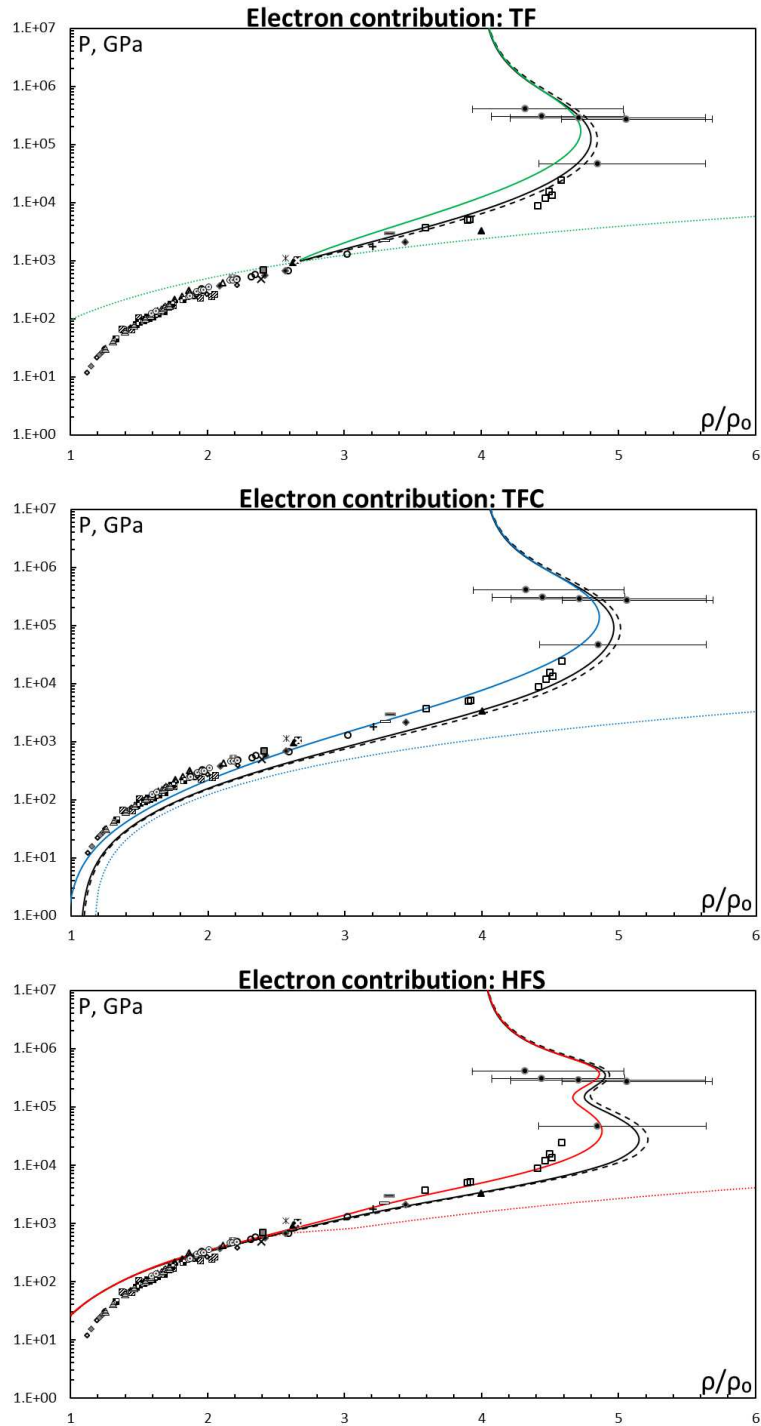 Electron contribution: TF
1.E+07
P, GPa
1.E+06
1.E+05
1.E+04
1.E+03
1.E+02
1.E+01
ρ/ρ₀
1.E+00
1 2 3 4 5 6
Electron contribution: TFC
1.E+07
P, GPa
1.E+06
1.E+05
1.E+04
1.E+03
1.E+02
1.E+01
ρ/ρ₀
1.E+00
1 2 3 4 5 6
Electron contribution: HFS
1.E+07
P, GPa
1.E+06
1.E+05
1.E+04
1.E+03
1.E+02
1.E+01
ρ/ρ₀
1.E+00
1 2 3 4 5 6